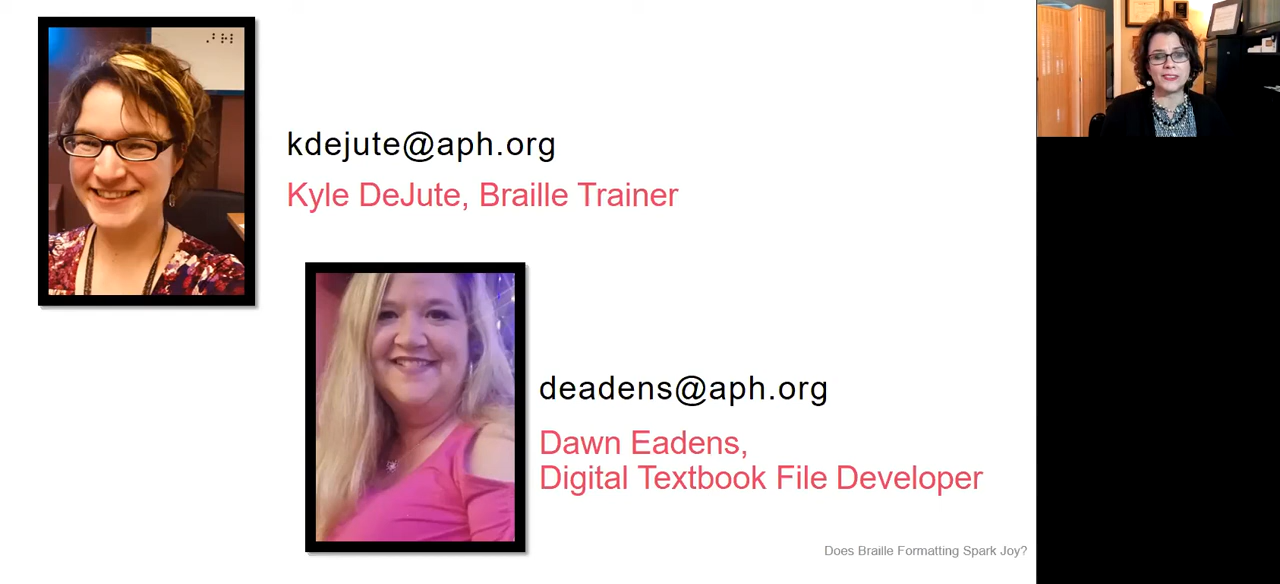 kdejute@aph.org
Kyle DeJute, Braille Trainer
deadens@aph.org
Dawn Eadens,
Digital Textbook File Developer
Does Braille Formatting Spark Joy?